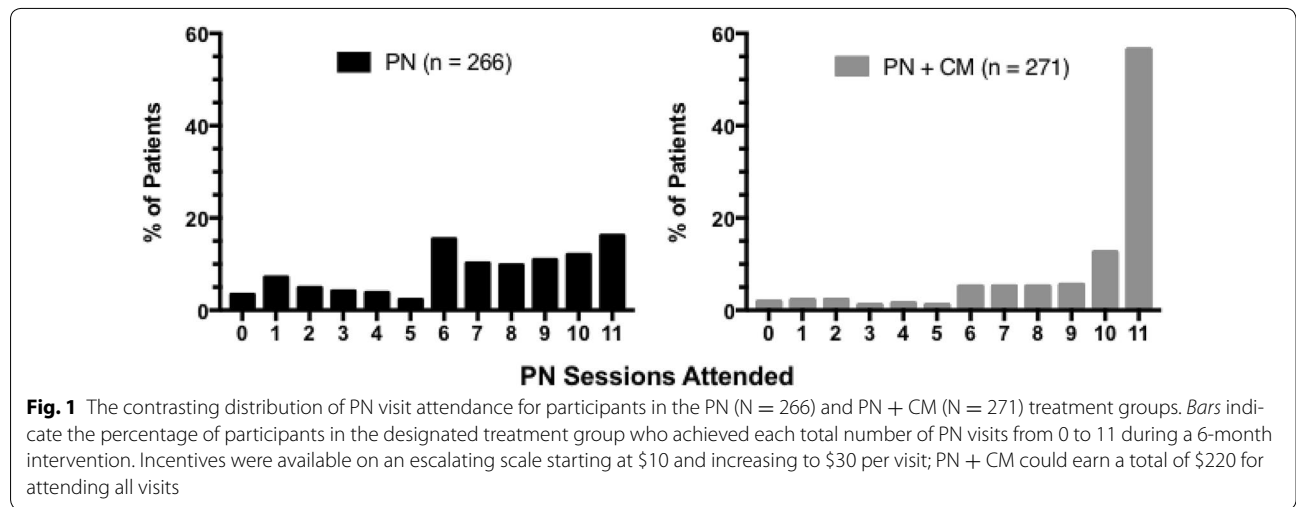 60
40
20
0
% of Patients
PN (n = 266)
0 1 2 3 4 5 6 7 8 9 10 11
60
40
20
0
% of Patients
PN + CM (n = 271)
0 1 2 3 4 5 6 7 8 9 10 11
PN Sessions Attended
Fig. 1 The contrasting distribution of PN visit attendance for participants in the PN (N = 266) and PN + CM (N = 271) treatment groups. Bars indi-
cate the percentage of participants in the designated treatment group who achieved each total number of PN visits from 0 to 11 during a 6-month
intervention. Incentives were available on an escalating scale starting at $10 and increasing to $30 per visit; PN + CM could earn a total of $220 for
attending all visits